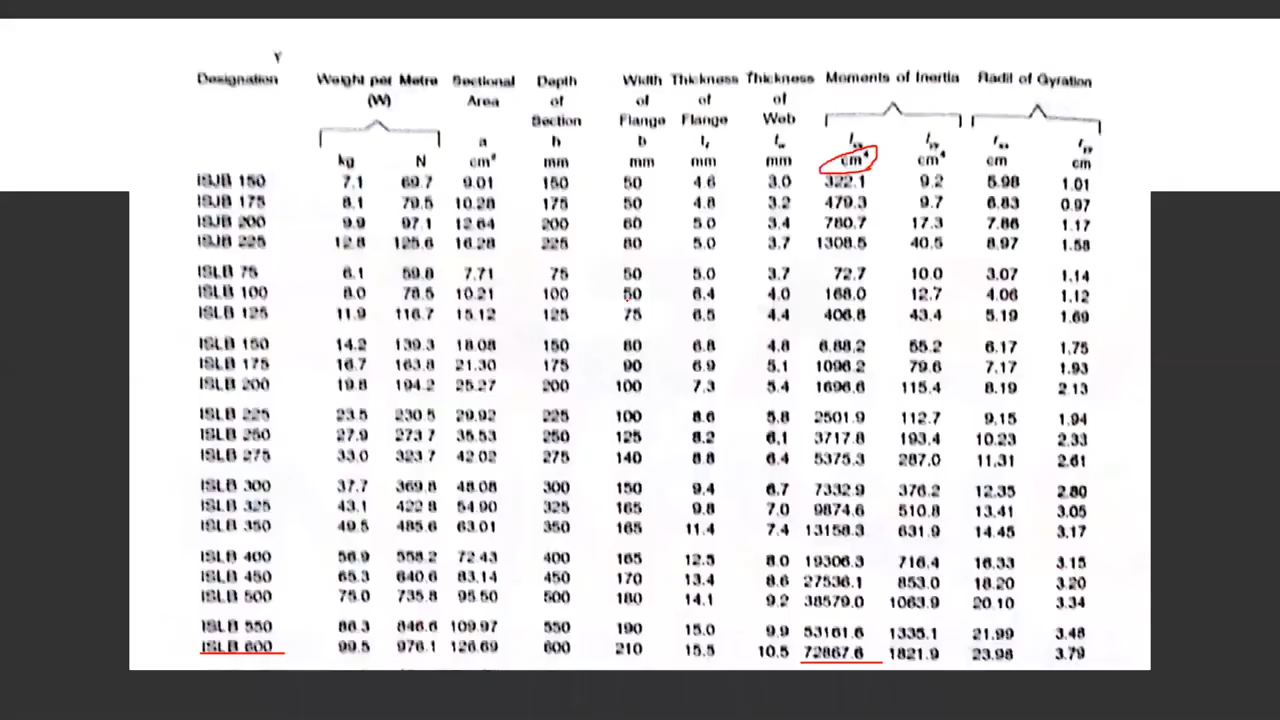 Designation Weight per Metre Sectional Depth Width Thickness Thickness Moments of Inertia Radii of Gyration
(W) Area of of of of
Section Flange Flange Web
a h b
kg N cm² mm mm mm mm cm⁴ cm⁴ cm cm
ISJB 150 7.1 69.7 9.01 150 50 4.6 3.0 322.1 9.2 5.98 1.01
ISJB 175 8.1 79.5 10.28 175 50 4.8 3.2 479.3 9.7 6.83 0.97
ISJB 200 9.9 97.1 12.64 200 60 5.0 3.4 780.7 17.3 7.86 1.17
ISJB 225 12.8 125.6 16.28 225 80 5.0 3.7 1308.5 40.5 8.97 1.58
ISLB 75 6.1 59.8 7.71 75 50 5.0 3.7 72.7 10.0 3.07 1.14
ISLB 100 8.0 78.5 10.21 100 50 6.4 4.0 168.0 12.7 4.06 1.12
ISLB 125 11.9 116.7 15.12 125 75 6.5 4.4 406.8 43.4 5.19 1.69
ISLB 150 14.2 139.3 18.08 150 80 6.8 4.8 6.88.2 55.2 6.17 1.75
ISLB 175 16.7 163.8 21.30 175 90 6.9 5.1 1096.2 79.6 7.17 1.93
ISLB 200 19.8 194.2 25.27 200 100 7.3 5.4 1696.6 115.4 8.19 2.13
ISLB 225 23.5 230.5 29.92 225 100 8.6 5.8 2501.9 112.7 9.15 1.94
ISLB 250 27.9 273.7 35.53 250 125 8.2 6.1 3717.8 193.4 10.23 2.33
ISLB 275 33.0 323.7 42.02 275 140 8.8 6.4 5375.3 287.0 11.31 2.61
ISLB 300 37.7 369.8 48.08 300 150 9.4 6.7 7332.9 376.2 12.35 2.80
ISLB 325 43.1 422.8 54.90 325 165 9.8 7.0 9874.6 510.8 13.41 3.05
ISLB 350 49.5 485.6 63.01 350 165 11.4 7.4 13158.3 631.9 14.45 3.17
ISLB 400 56.9 558.2 72.43 400 165 12.5 8.0 19306.3 716.4 16.33 3.15
ISLB 450 65.3 640.6 83.14 450 170 13.4 8.6 27536.1 853.0 18.20 3.20
ISLB 500 75.0 735.8 95.50 500 180 14.1 9.2 38579.0 1063.9 20.10 3.34
ISLB 550 86.3 846.6 109.97 550 190 15.0 9.9 53161.6 1335.1 21.99 3.48
ISLB 600 99.5 976.1 126.69 600 210 15.5 10.5 72867.6 1821.9 23.98 3.79